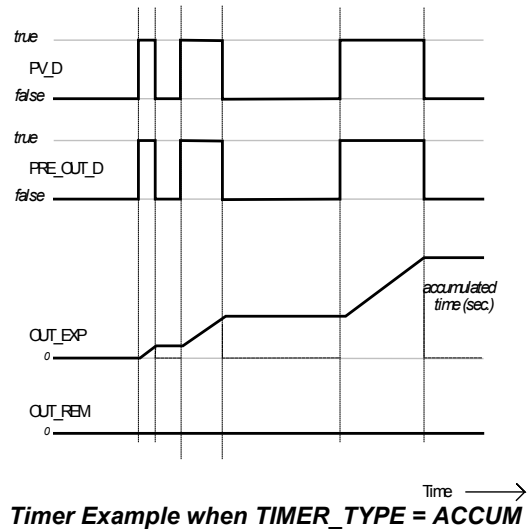 true
PV_D
false
true
PRE_OUT_D
false
accumulated
time (sec.)
OUT_EXP
0
OUT_REM
0
Time
Timer Example when TIMER_TYPE = ACCUM